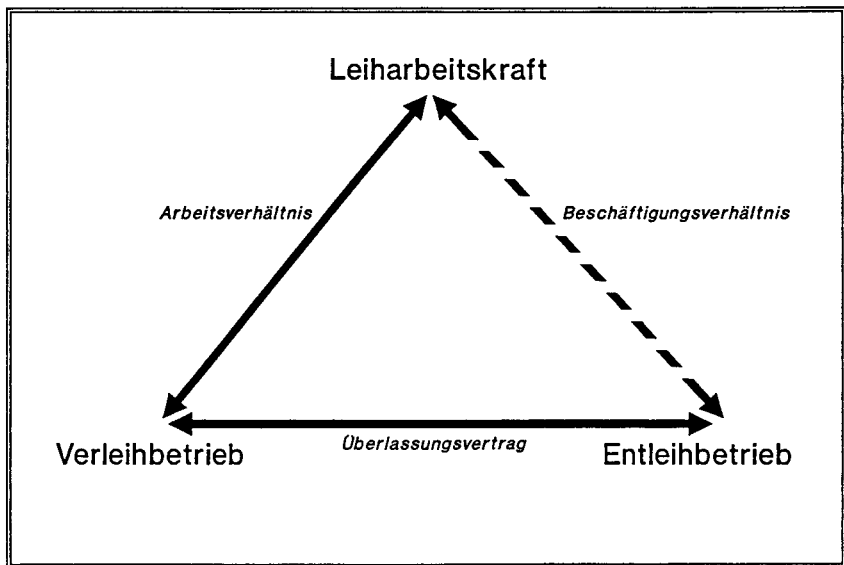 Leiharbeitskraft
Arbeitsverhältnis
Beschäftigungsverhältnis
Überlassungsvertrag
Verleihbetrieb
Entleihbetrieb